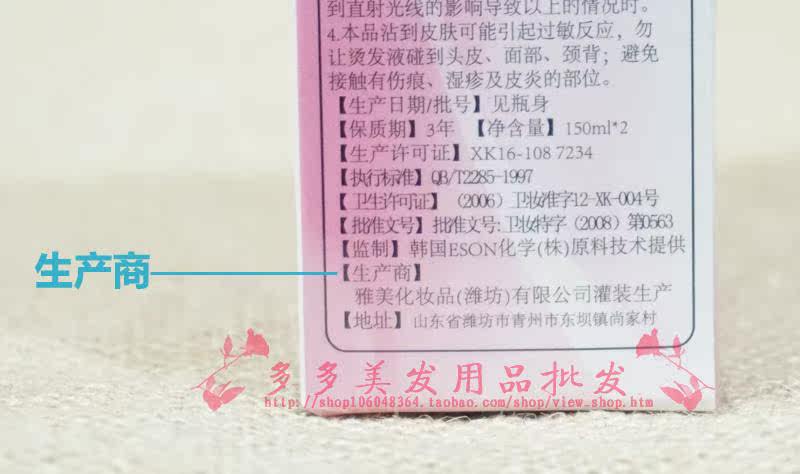 到直射光线的影响导致以上的情况时。
4.本品沾到皮肤可能引起过敏反应，勿
让烫发液碰到头皮、面部、颈背；避免
接触有伤痕、湿疹及皮炎的部位。
【生产日期/批号】见瓶身
【保质期】3年 【净含量】150ml*2
【生产许可证】XK16-108 7234
【执行标准】QB/T2285-1997
【卫生许可证】（2006）卫妆准字12-XK-004号
【批准文号】批准文号:卫妆特字（2008）第0563
【监制】韩国ESON化学(株)原料技术提供
生产商
【生产商】
雅美化妆品(潍坊)有限公司灌装生产
【地址】山东省潍坊市青州市东坝镇尚家村
多多美发用品批发
http://shop106048364.taobao.com/shop/view_shop.htm